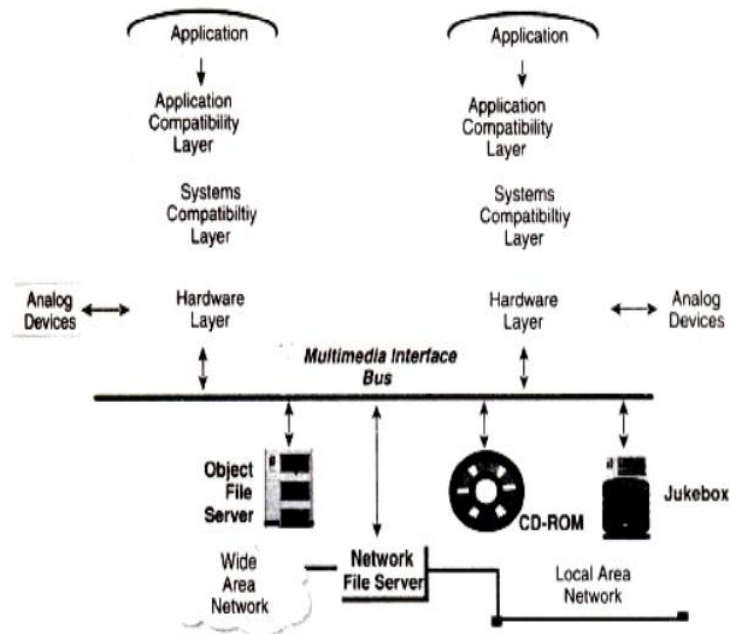 Application
Application
Application
Compatibility
Layer
Application
Compatibility
Layer
Systems
Compatibiltiy
Layer
Systems
Compatibiltiy
Layer
Analog
Devices
Hardware
Layer
Hardware
Layer
Analog
Devices
Multimedia Interface
Bus
Object
File
Server
CD-ROM
Jukebox
Wide
Area
Network
Network
File Server
Local Area
Network